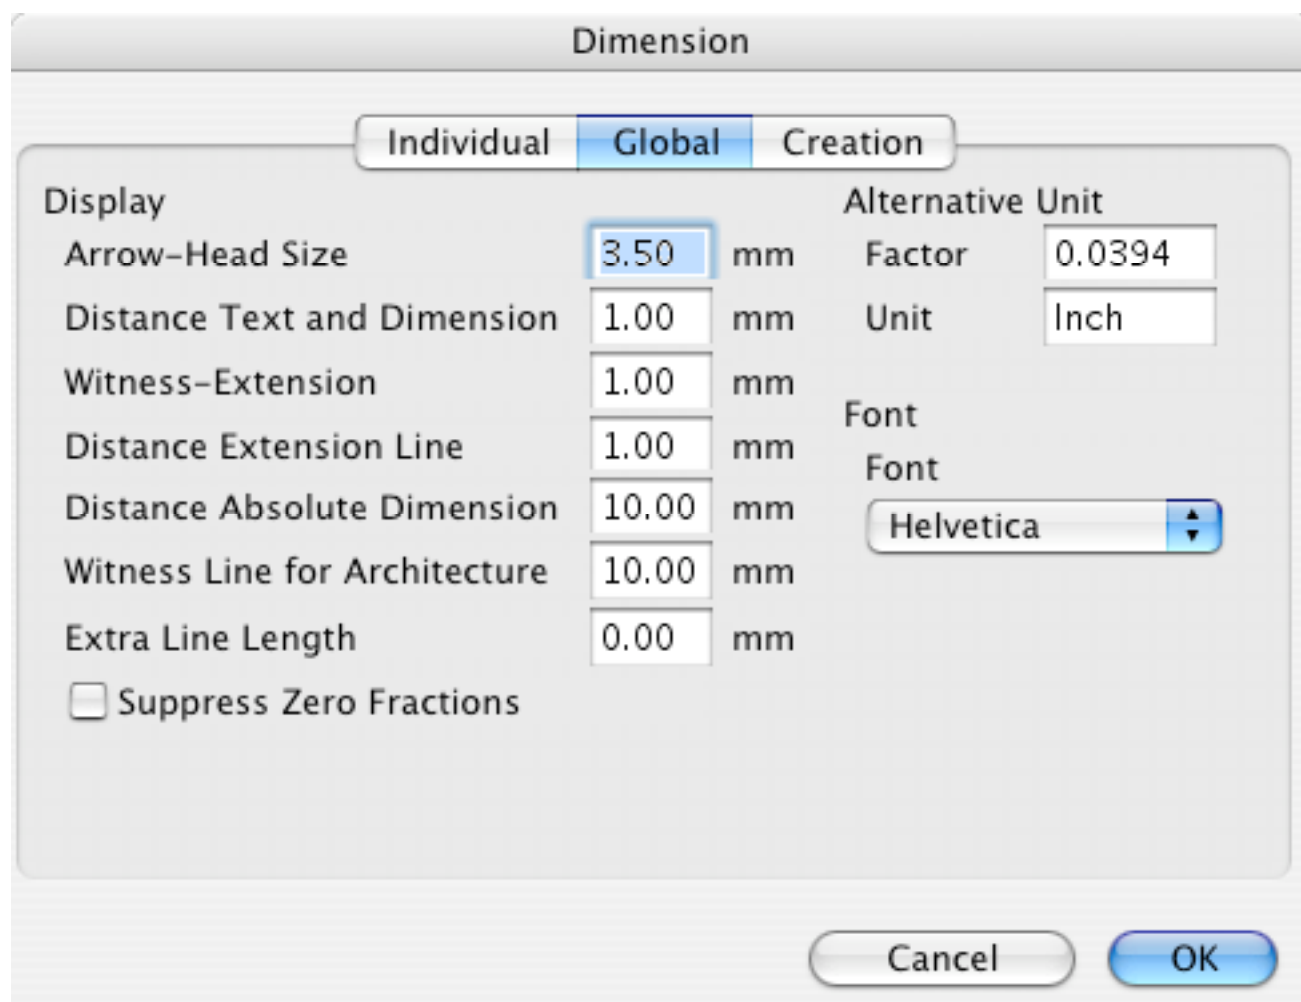 Dimension
Individual Global Creation
Display
Arrow-Head Size 3.50 mm
Distance Text and Dimension 1.00 mm
Witness-Extension 1.00 mm
Distance Extension Line 1.00 mm
Distance Absolute Dimension 10.00 mm
Witness Line for Architecture 10.00 mm
Extra Line Length 0.00 mm
Suppress Zero Fractions
Alternative Unit
Factor 0.0394
Unit Inch
Font
Font
Helvetica
Cancel OK